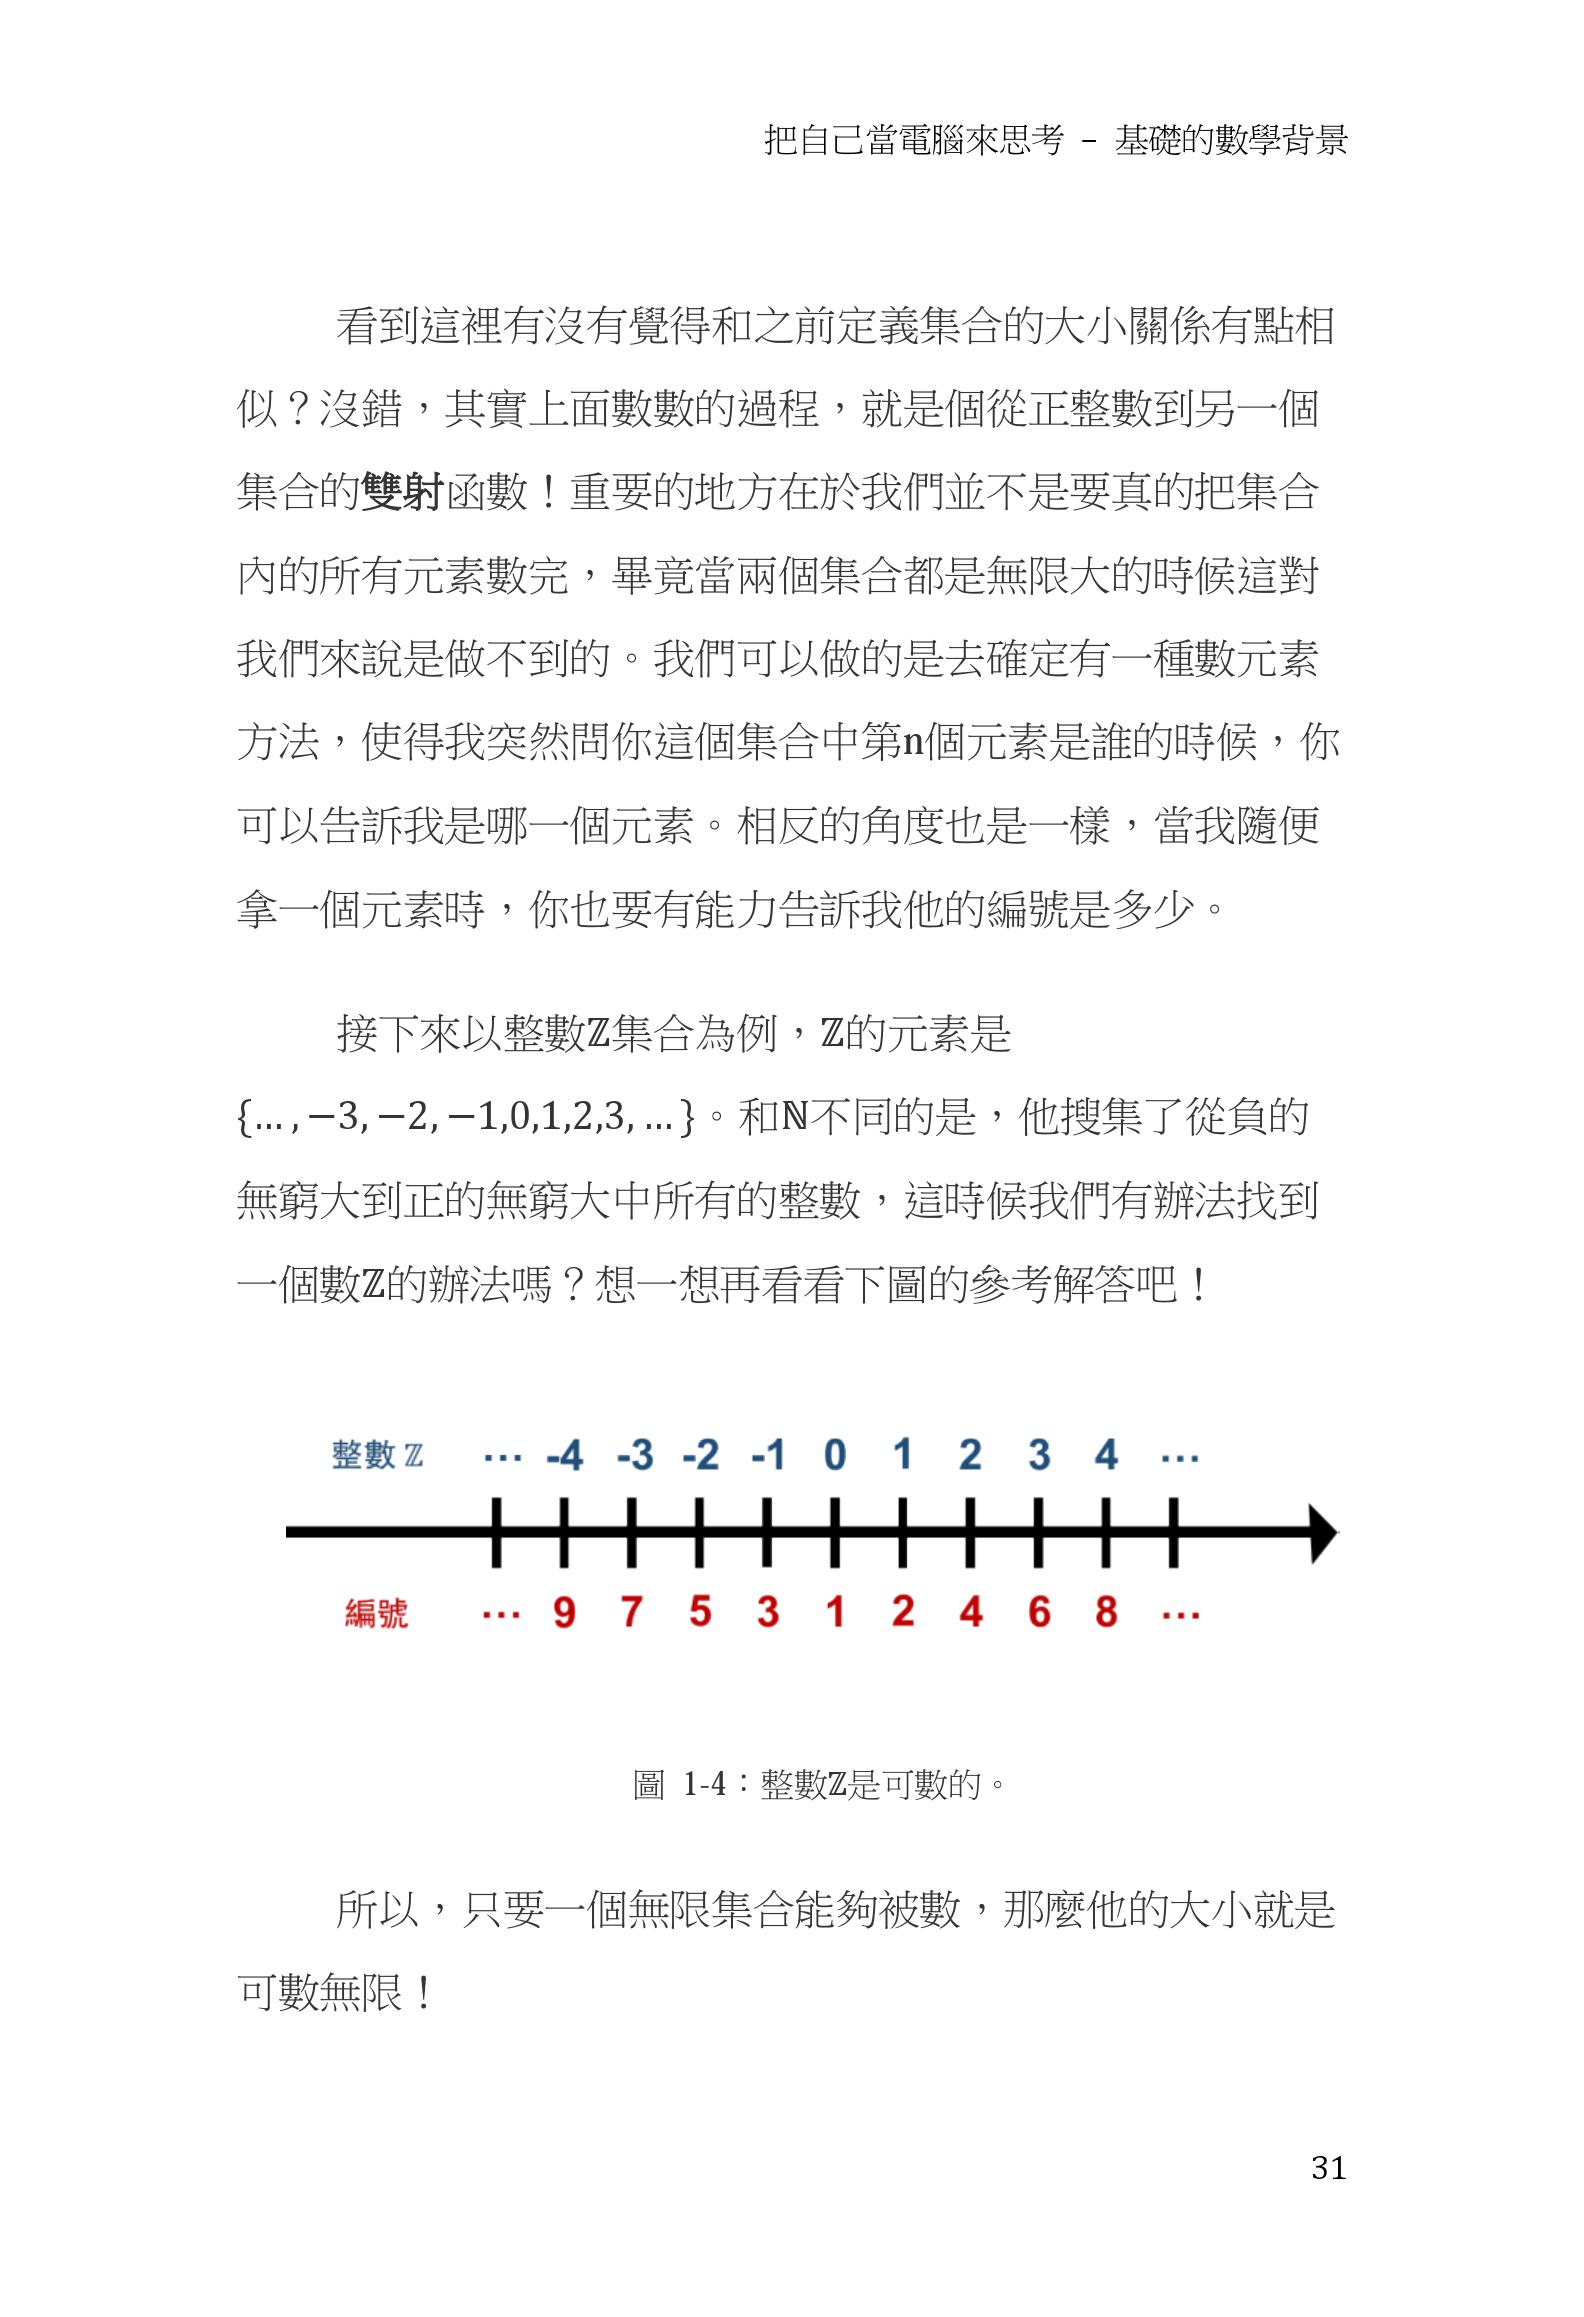 把自己當電腦來思考 – 基礎的數學背景
看到這裡有沒有覺得和之前定義集合的大小關係有點相
似？沒錯，其實上面數數的過程，就是個從正整數到另一個
集合的雙射函數！重要的地方在於我們並不是要真的把集合
內的所有元素數完，畢竟當兩個集合都是無限大的時候這對
我們來說是做不到的。我們可以做的是去確定有一種數元素
方法，使得我突然問你這個集合中第n個元素是誰的時候，你
可以告訴我是哪一個元素。相反的角度也是一樣，當我隨便
拿一個元素時，你也要有能力告訴我他的編號是多少。
接下來以整數ℤ集合為例，ℤ的元素是
{… , −3, −2, −1,0,1,2,3, … }。和ℕ不同的是，他搜集了從負的
無窮大到正的無窮大中所有的整數，這時候我們有辦法找到
一個數ℤ的辦法嗎？想一想再看看下圖的參考解答吧！
整數 ℤ … -4 -3 -2 -1 0 1 2 3 4 …
編號 … 9 7 5 3 1 2 4 6 8 …
圖 1-4：整數ℤ是可數的。
所以，只要一個無限集合能夠被數，那麼他的大小就是
可數無限！
31